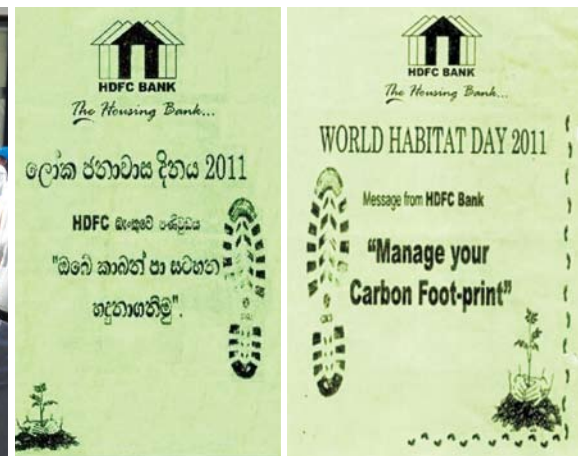 HDFC BANK
The Housing Bank...
ලෝක ජනාවාස දිනය 2011
HDFC බැංකුවේ පණිවුඩය
"ඔබේ කාබන් පා සටහන
හදුනාගනිමු".
HDFC BANK
The Housing Bank...
WORLD HABITAT DAY 2011
Message from HDFC Bank
“Manage your
Carbon Foot-print”